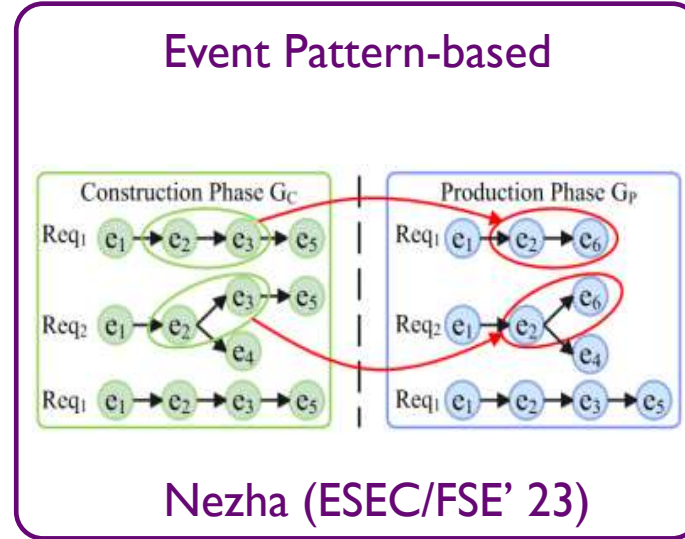 Event Pattern-based
Construction Phase G_C
Req₁ e₁ e₂ e₃ e₅
Req₂ e₁ e₂ e₃ e₅
e₄
Req₁ e₁ e₂ e₃ e₅
Production Phase G_P
Req₁ e₁ e₂ e₆
Req₂ e₁ e₂ e₆
e₄
Req₁ e₁ e₂ e₃ e₅
Nezha (ESEC/FSE’ 23)